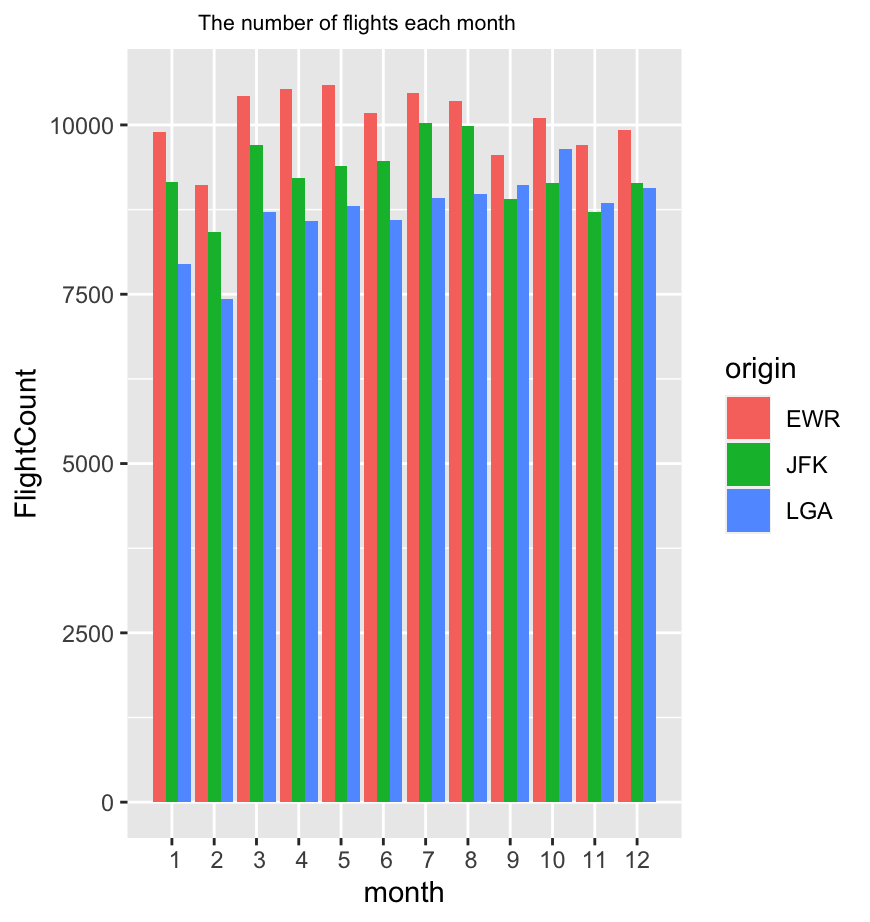 The number of flights each month
FlightCount
10000
7500
5000
2500
0
1 2 3 4 5 6 7 8 9 10 11 12
month
origin
EWR
JFK
LGA